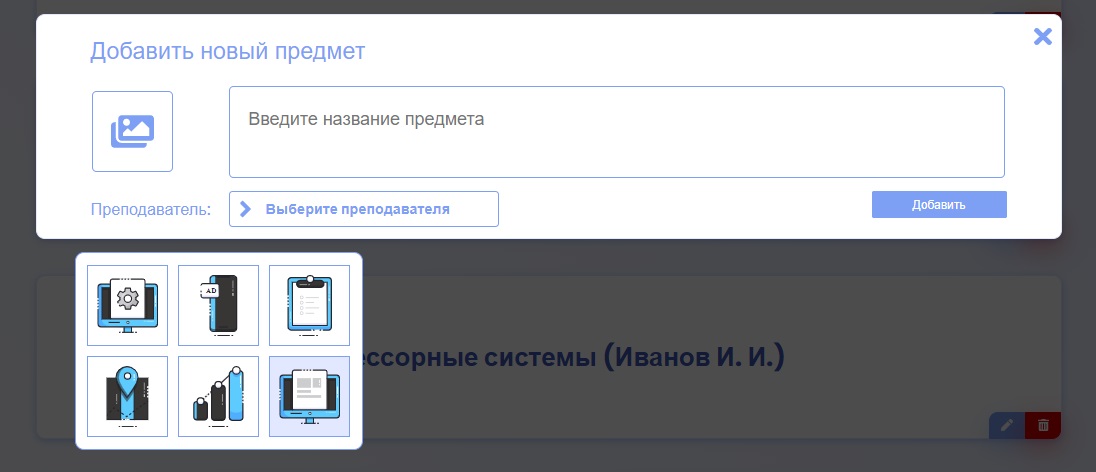 Добавить новый предмет
Введите название предмета
Преподаватель:
Выберите преподавателя
Добавить
AD
ессорные системы (Иванов И. И.)